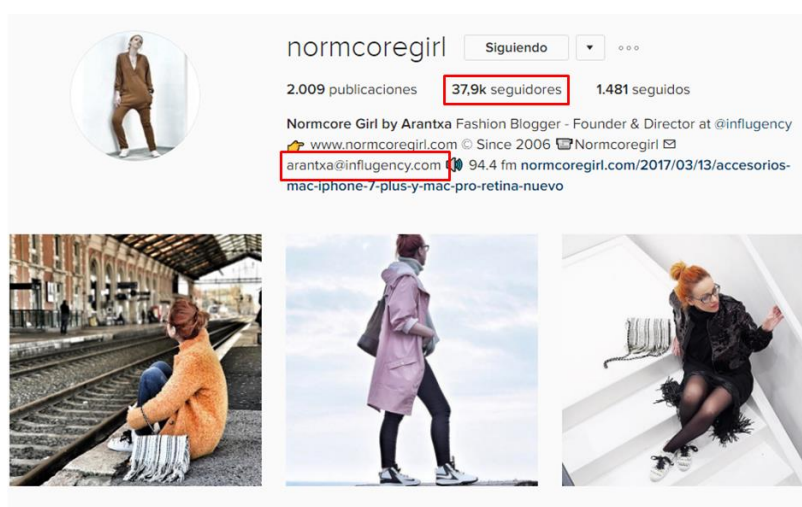 normcoregirl Siguiendo
2.009 publicaciones 37,9k seguidores 1.481 seguidos
Normcore Girl by Arantxa Fashion Blogger - Founder & Director at @influgency
👉 www.normcoregirl.com © Since 2006 📇Normcoregirl ✉
arantxa@influgency.com 🔊 94.4 fm normcoregirl.com/2017/03/13/accesorios-
mac-iphone-7-plus-y-mac-pro-retina-nuevo